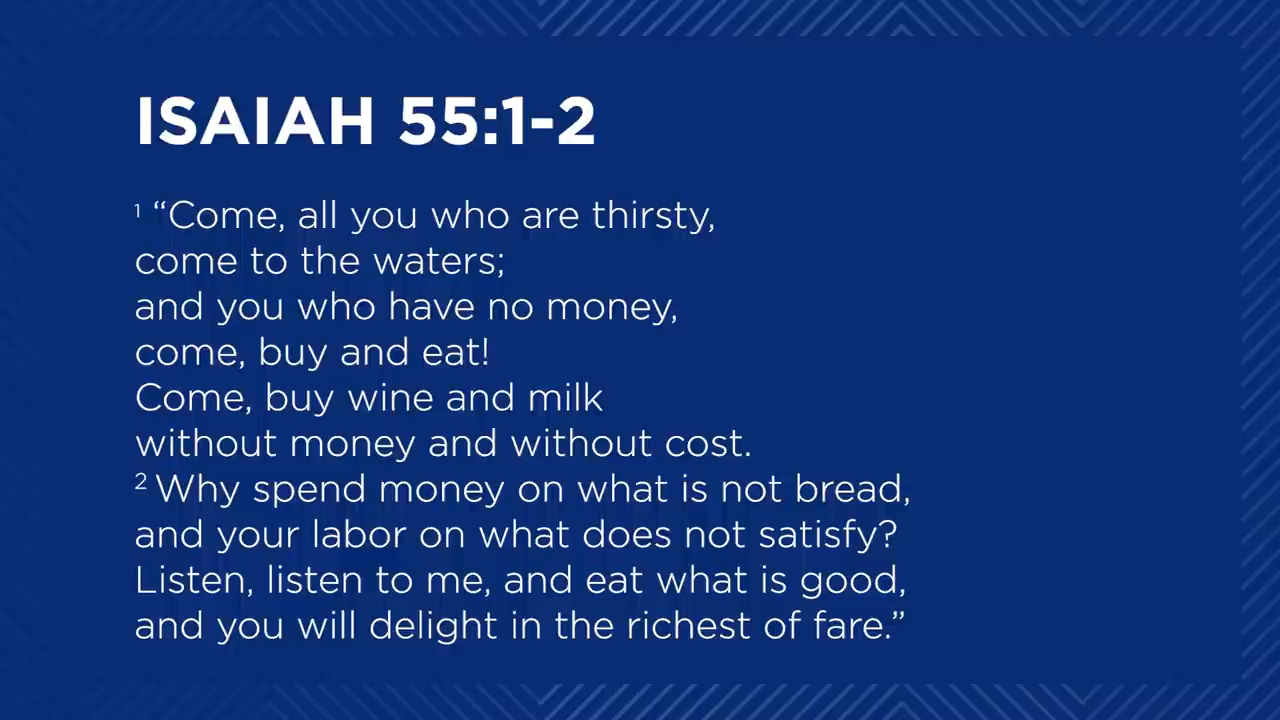 ISAIAH 55:1-2
1 “Come, all you who are thirsty,
come to the waters;
and you who have no money,
come, buy and eat!
Come, buy wine and milk
without money and without cost.
2 Why spend money on what is not bread,
and your labor on what does not satisfy?
Listen, listen to me, and eat what is good,
and you will delight in the richest of fare.”